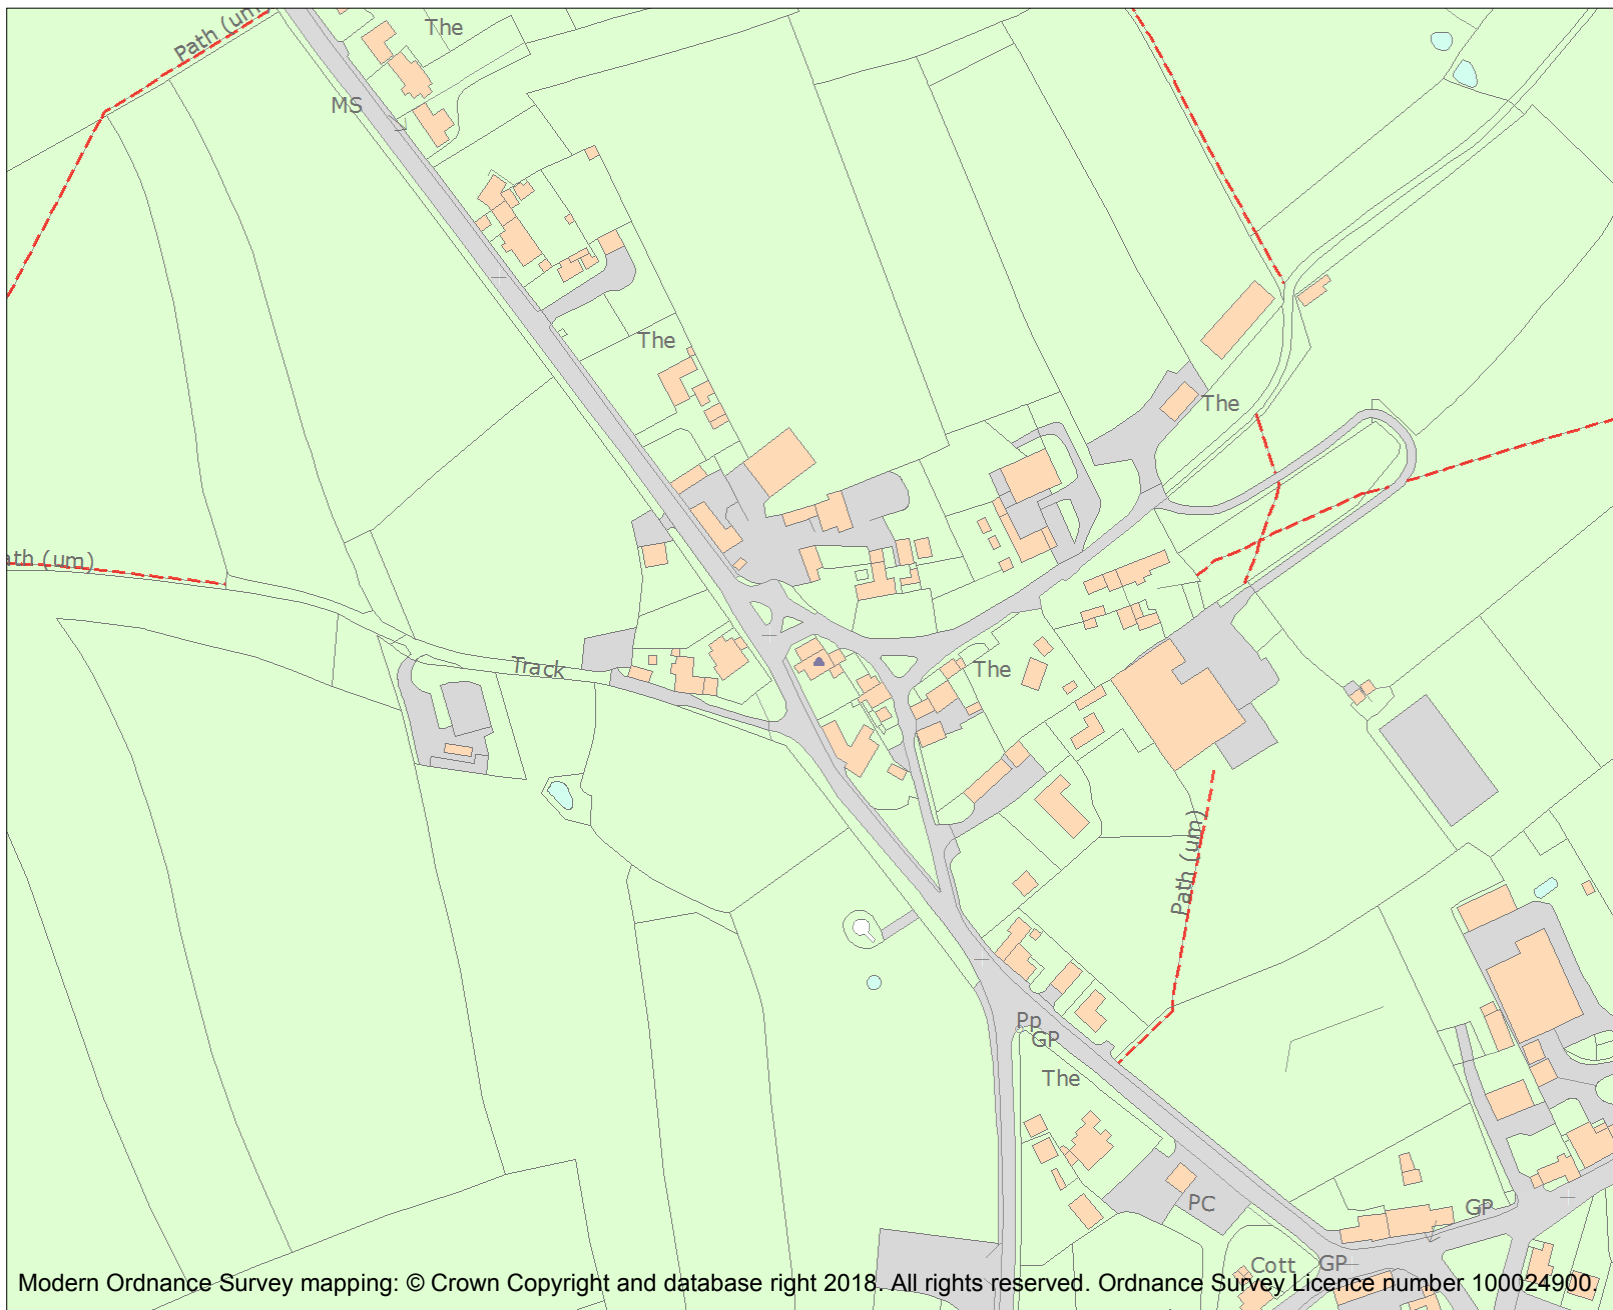 Path (um)
The
MS
The
The
ath (um)
Track
The
Path (um)
Pp
GP
The
PC
GP
Cott
GP
Modern Ordnance Survey mapping: © Crown Copyright and database right 2018. All rights reserved. Ordnance Survey Licence number 100024900.